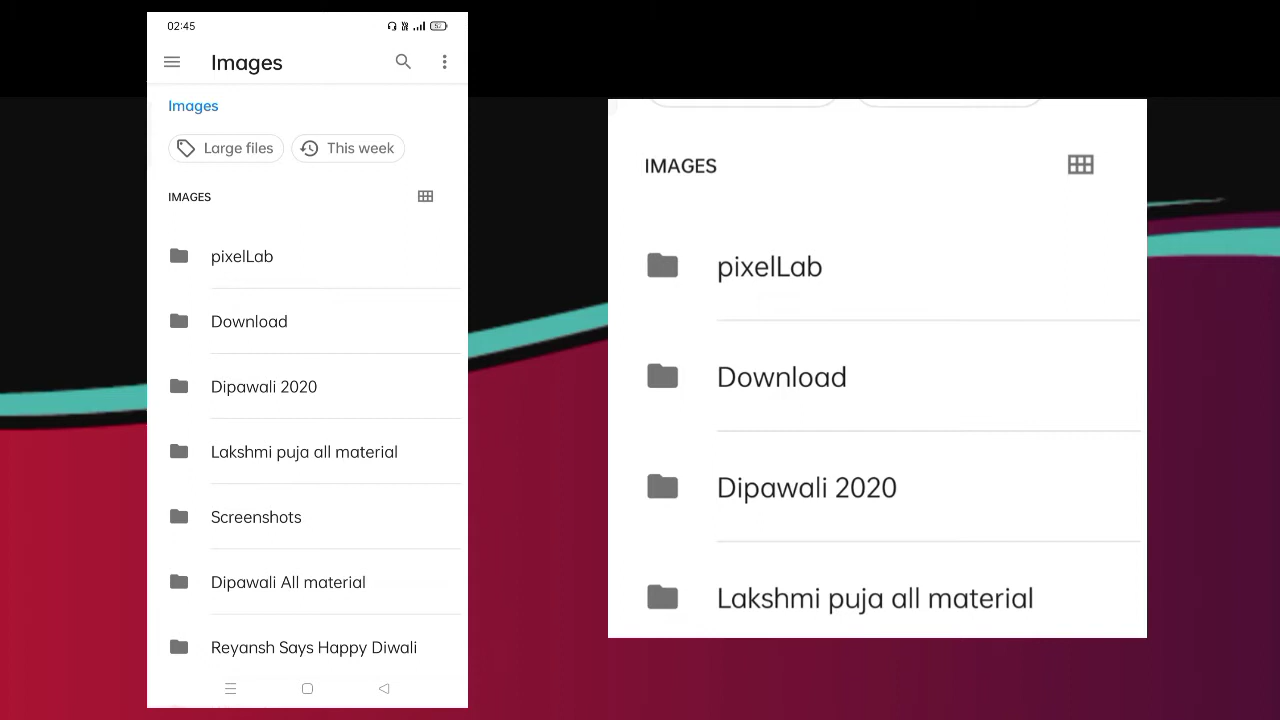 02:45
Images
Images
Large files
This week
IMAGES
pixelLab
Download
Dipawali 2020
Lakshmi puja all material
Screenshots
Dipawali All material
Reyansh Says Happy Diwali
IMAGES
pixelLab
Download
Dipawali 2020
Lakshmi puja all material